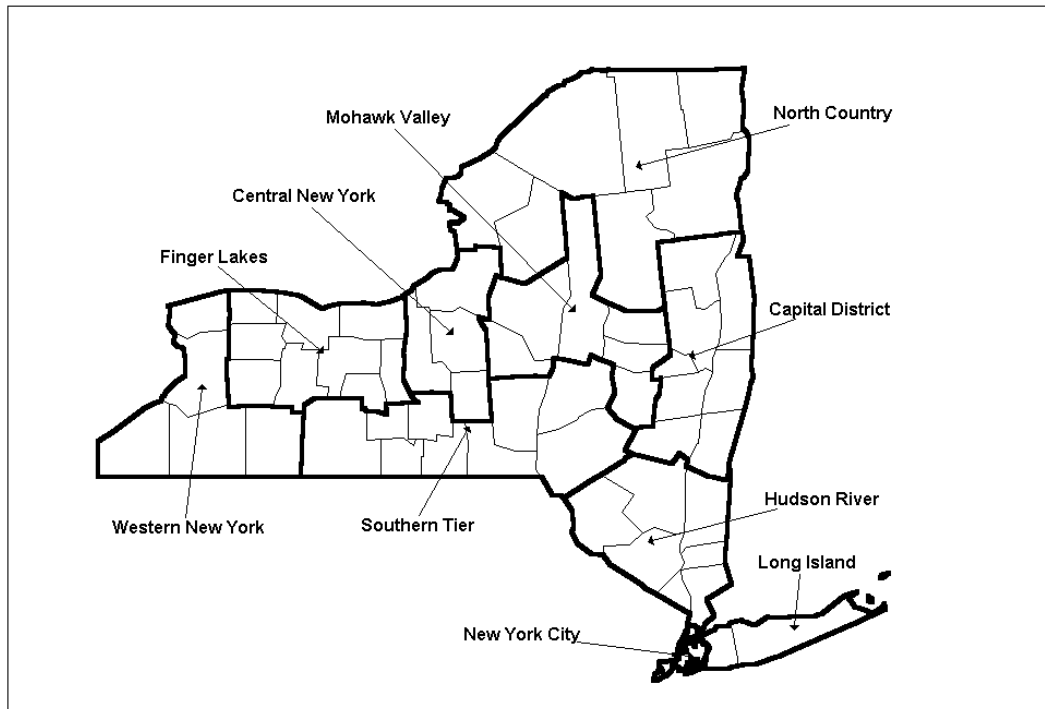 North Country
Mohawk Valley
Central New York
Finger Lakes
Capital District
Hudson River
Western New York
Southern Tier
Long Island
New York City